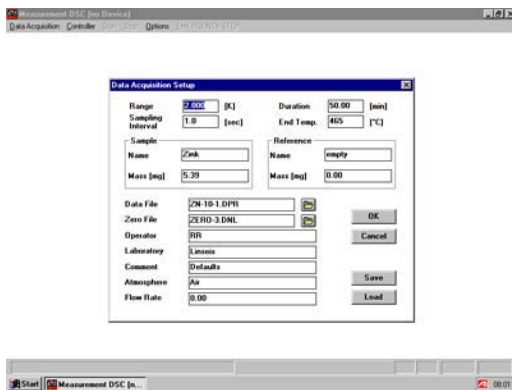 Measurement DSC [no Device]
Data Acquisition Controller Options EMERGENCY STOP
Data Acquisition Setup
Range 2.000 [K] Duration 50.00 [min]
Sampling Interval 1.0 [sec] End Temp. 465 [°C]
Sample Reference
Name Zink Name empty
Mass [mg] 5.39 Mass [mg] 0.00
Data File ZN-10-1.DPR
Zero File ZERO-3.DNL
OK
Operator RR
Cancel
Laboratory Linseis
Comment Defaults
Atmosphere Air
Save
Flow Rate 0.00
Load
Start Measurement DSC [n... 08:01